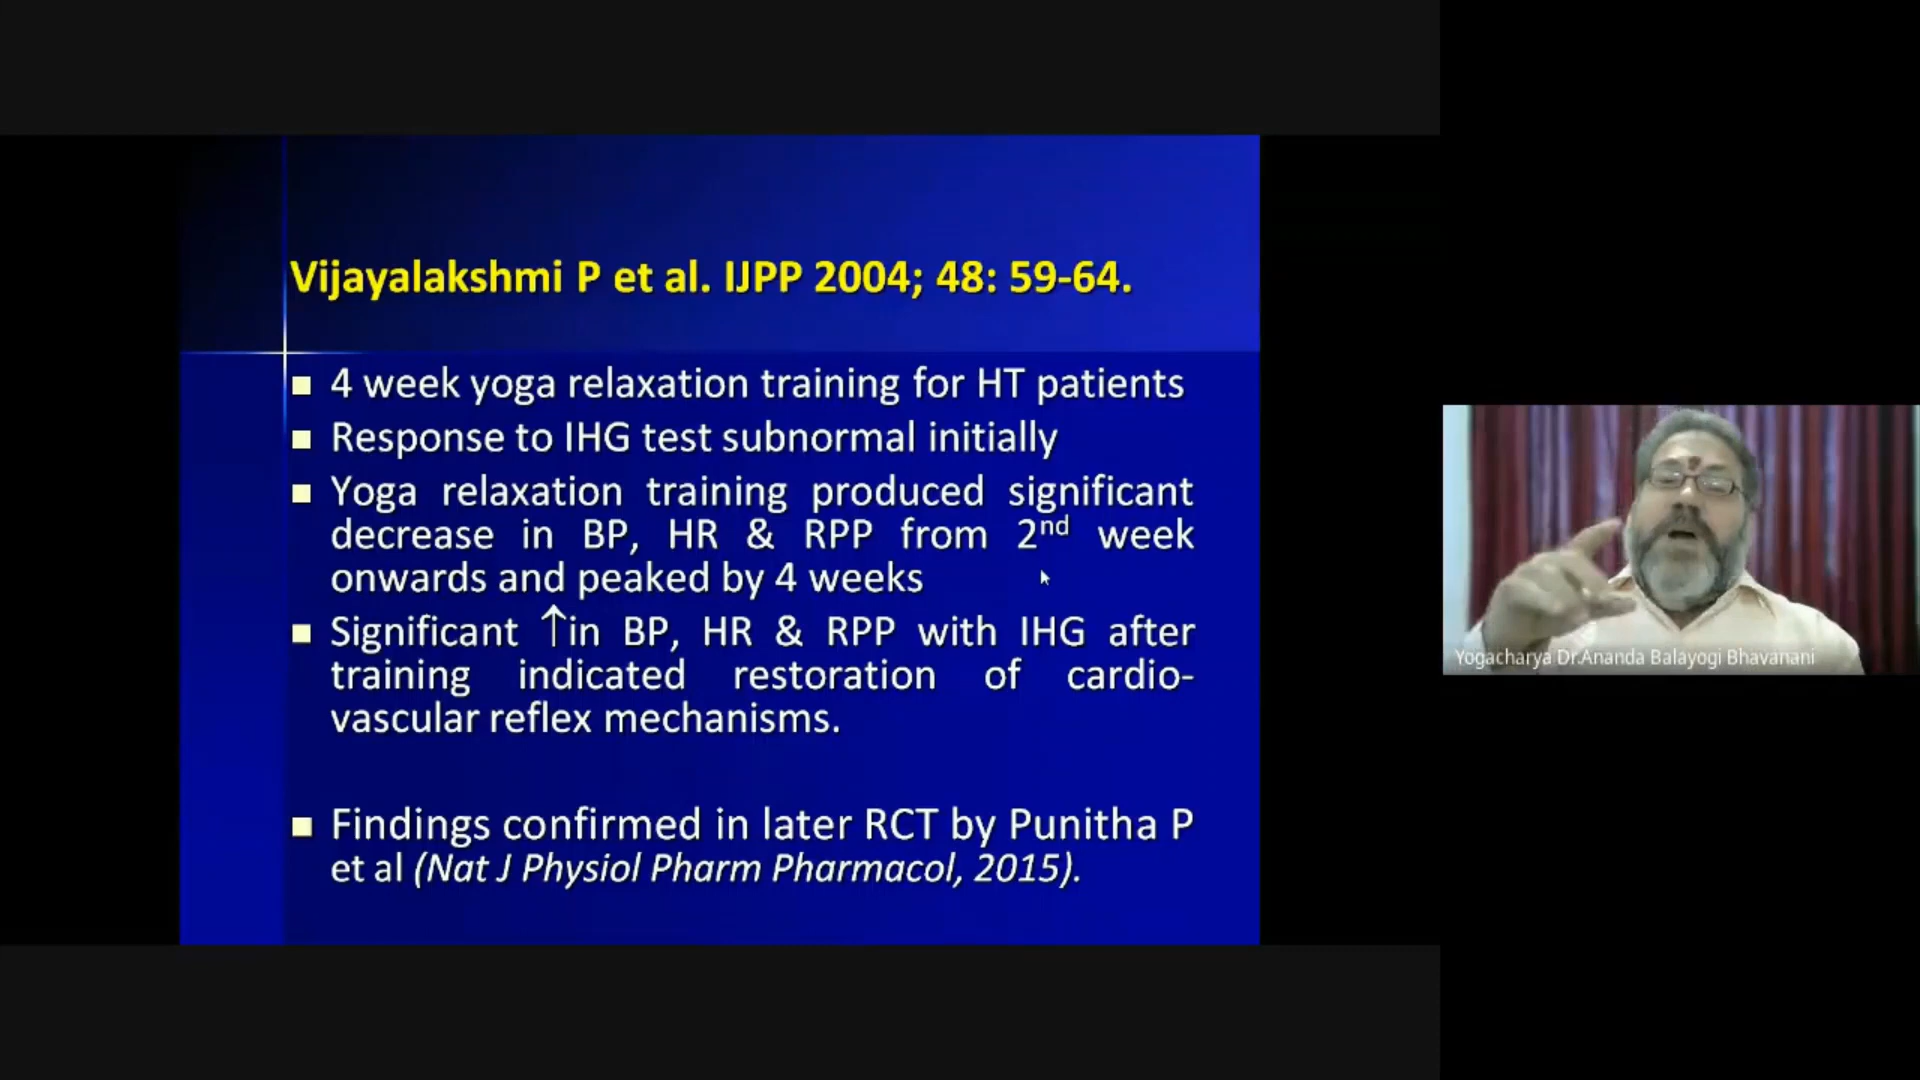 Vijayalakshmi P et al. IJPP 2004; 48: 59-64.
■ 4 week yoga relaxation training for HT patients
■ Response to IHG test subnormal initially
■ Yoga relaxation training produced significant
decrease in BP, HR & RPP from 2nd week
onwards and peaked by 4 weeks
■ Significant ↑in BP, HR & RPP with IHG after
training indicated restoration of cardio-
vascular reflex mechanisms.
■ Findings confirmed in later RCT by Punitha P
et al (Nat J Physiol Pharm Pharmacol, 2015).
Yogacharya Dr.Ananda Balayogi Bhavanani